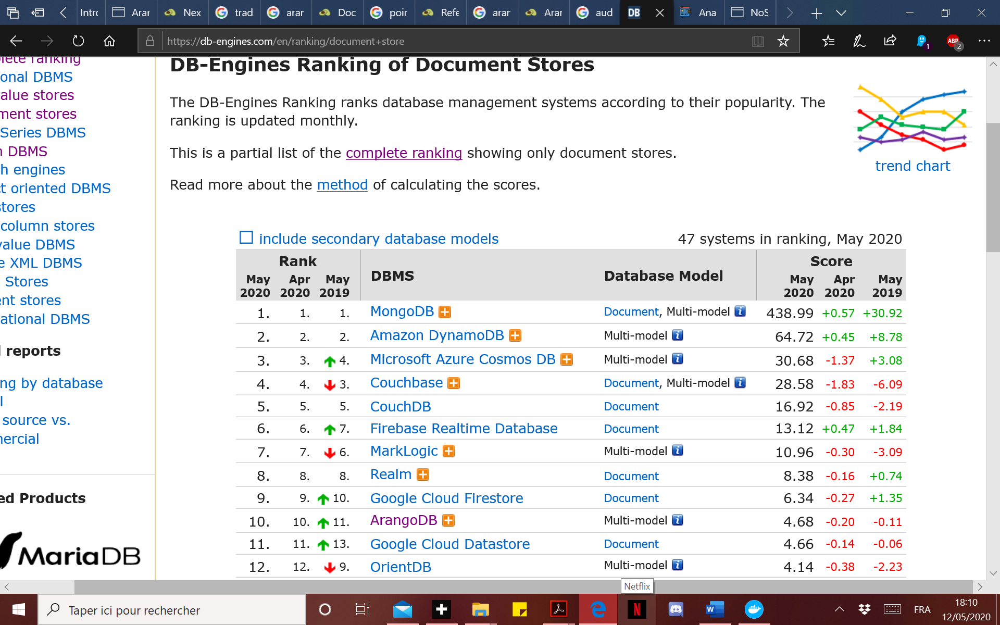 Intro
Arar
Nex
trad
arar
Doc
poir
Refe
arar
Arar
aud
DB
Ana
NoS
https://db-engines.com/en/ranking/document+store
1
ABP
2
lete ranking
onal DBMS
alue stores
ment stores
Series DBMS
n DBMS
h engines
ct oriented DBMS
stores
column stores
value DBMS
e XML DBMS
Stores
ent stores
ational DBMS
l reports
ng by database
l
source vs.
mercial
ed Products
MariaDB
DB-Engines Ranking of Document Stores
The DB-Engines Ranking ranks database management systems according to their popularity. The
ranking is updated monthly.
This is a partial list of the complete ranking showing only document stores.
Read more about the method of calculating the scores.
trend chart
include secondary database models
47 systems in ranking, May 2020
Rank DBMS Database Model Score
May Apr May May Apr May
2020 2020 2019 2020 2020 2019
1. 1. 1. MongoDB Document, Multi-model 438.99 +0.57 +30.92
2. 2. 2. Amazon DynamoDB Multi-model 64.72 +0.45 +8.78
3. 3. 4. Microsoft Azure Cosmos DB Multi-model 30.68 -1.37 +3.08
4. 4. 3. Couchbase Document, Multi-model 28.58 -1.83 -6.09
5. 5. 5. CouchDB Document 16.92 -0.85 -2.19
6. 6. 7. Firebase Realtime Database Document 13.12 +0.47 +1.84
7. 7. 6. MarkLogic Multi-model 10.96 -0.30 -3.09
8. 8. 8. Realm Document 8.38 -0.16 +0.74
9. 9. 10. Google Cloud Firestore Document 6.34 -0.27 +1.35
10. 10. 11. ArangoDB Multi-model 4.68 -0.20 -0.11
11. 11. 13. Google Cloud Datastore Document 4.66 -0.14 -0.06
12. 12. 9. OrientDB Multi-model 4.14 -0.38 -2.23
Netflix
Taper ici pour rechercher
FRA
18:10
12/05/2020